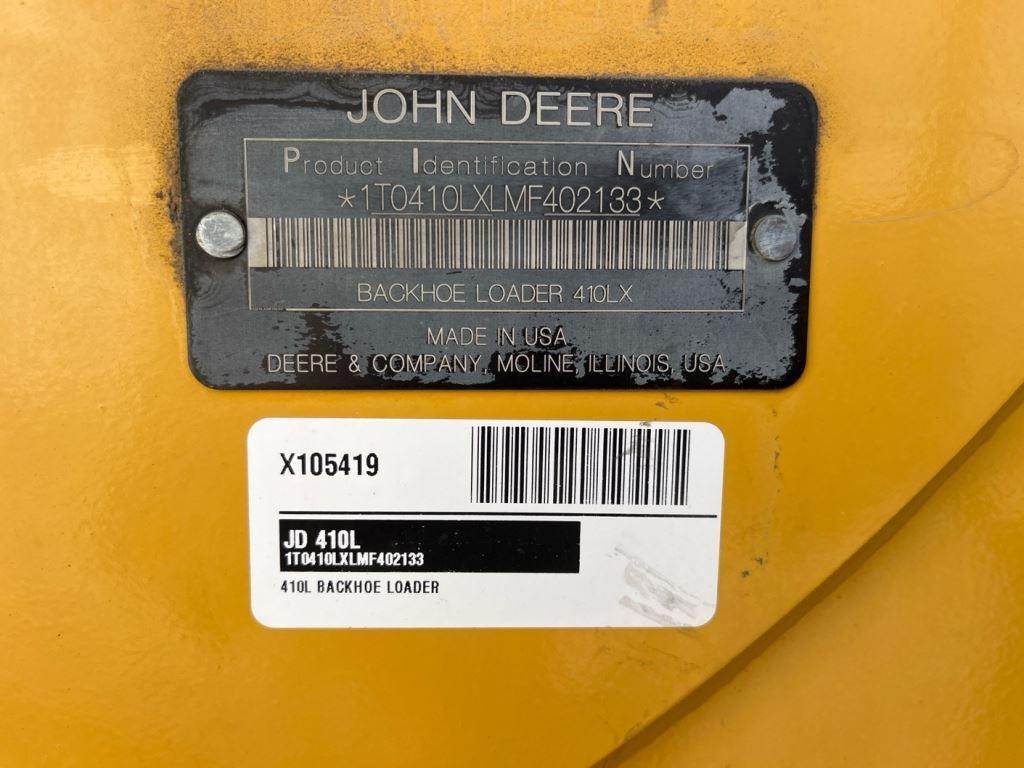 JOHN DEERE
Product Identification Number
*1T0410LXLMF402133*
BACKHOE LOADER 410LX
MADE IN USA
DEERE & COMPANY, MOLINE, ILLINOIS, USA
X105419
JD 410L
1T0410LXLMF402133
410L BACKHOE LOADER